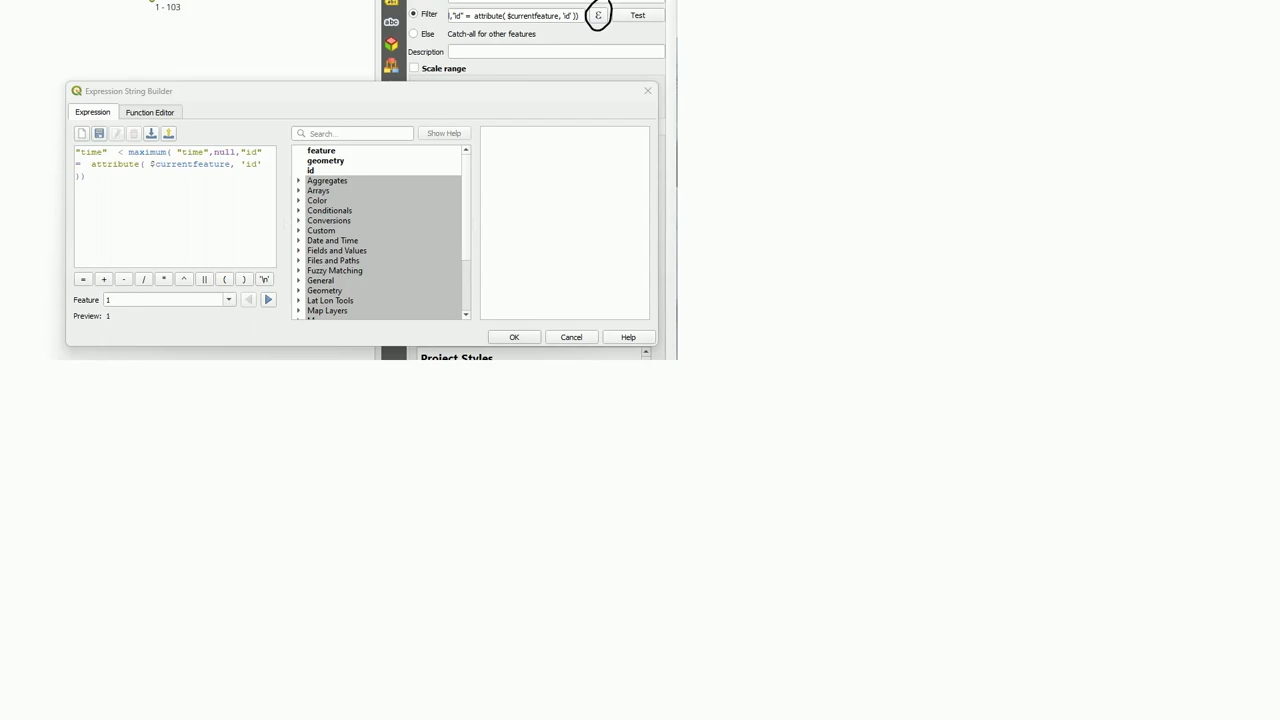 1 - 103
Filter
l,"id" = attribute( $currentfeature, 'id' ))
ε
Test
Else
Catch-all for other features
abc
Description
Scale range
Expression String Builder
Expression
Function Editor
Search...
Show Help
"time"  < maximum( "time",null,"id"
=  attribute( $currentfeature, 'id'
))
feature
geometry
id
Aggregates
Arrays
Color
Conditionals
Conversions
Custom
Date and Time
Fields and Values
Files and Paths
Fuzzy Matching
General
Geometry
Lat Lon Tools
Map Layers
= + - / * ^ || ( ) '\n'
Feature 1
Preview: 1
OK
Cancel
Help
Project Styles